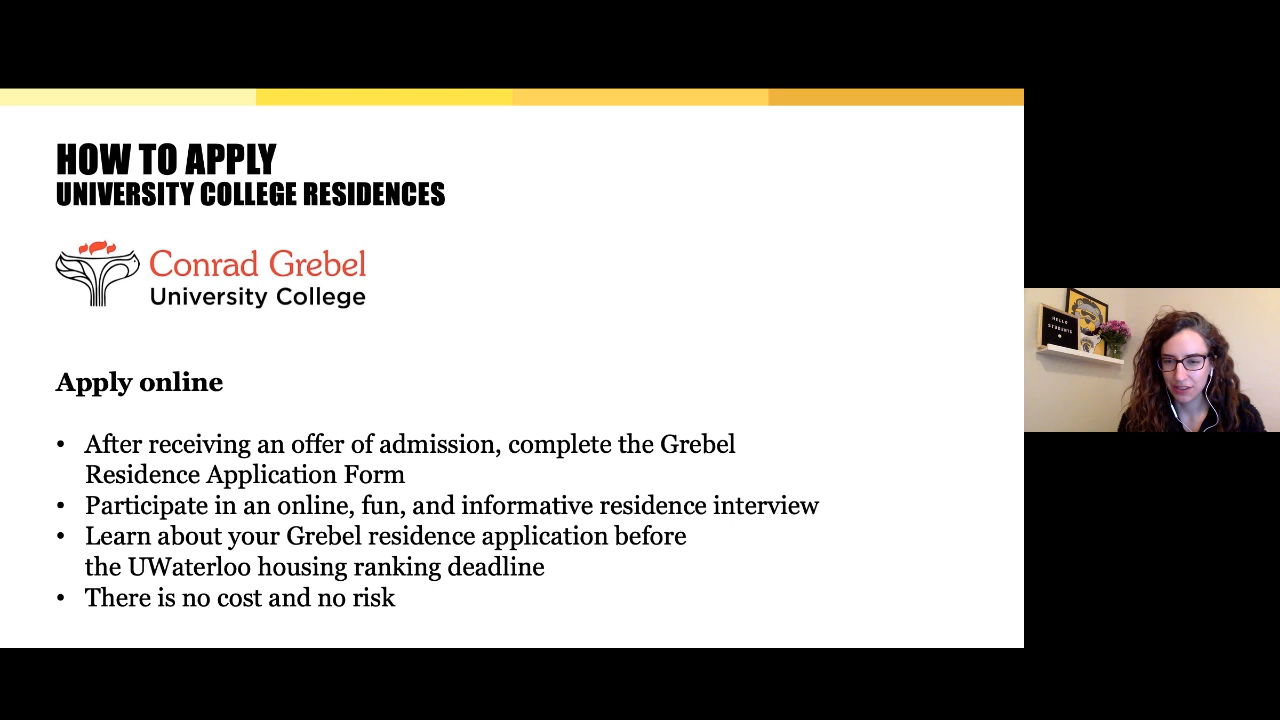 HOW TO APPLY
UNIVERSITY COLLEGE RESIDENCES
Conrad Grebel
University College
Apply online
• After receiving an offer of admission, complete the Grebel
Residence Application Form
• Participate in an online, fun, and informative residence interview
• Learn about your Grebel residence application before
the UWaterloo housing ranking deadline
• There is no cost and no risk
HELLO
STUDENTS